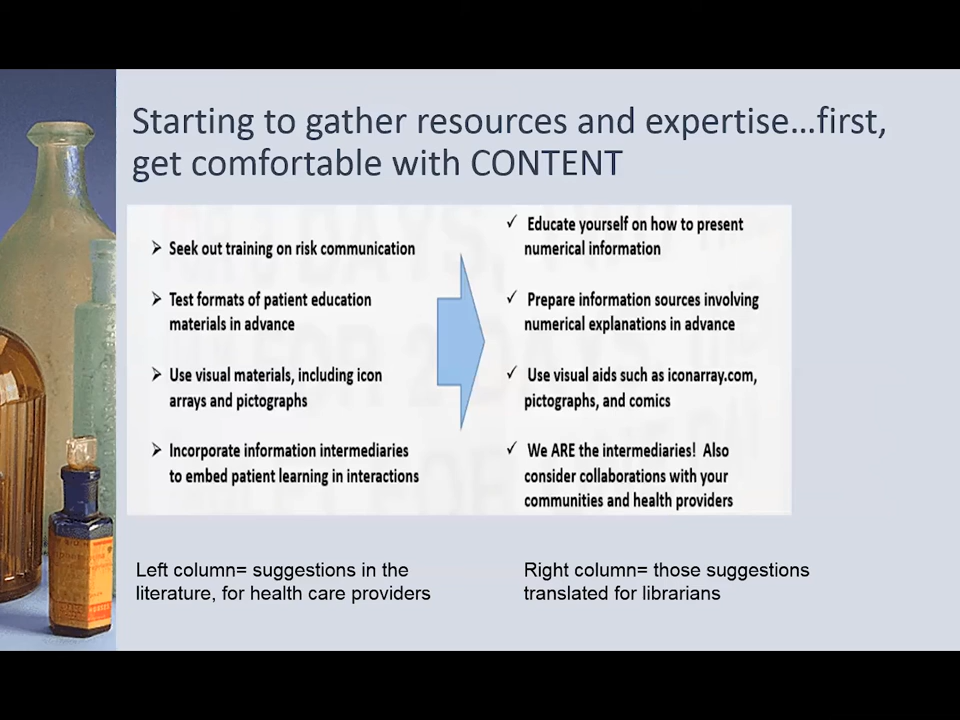 Starting to gather resources and expertise...first,
get comfortable with CONTENT
Seek out training on risk communication
Test formats of patient education
materials in advance
Use visual materials, including icon
arrays and pictographs
Incorporate information intermediaries
to embed patient learning in interactions
Educate yourself on how to present
numerical information
Prepare information sources involving
numerical explanations in advance
Use visual aids such as iconarray.com,
pictographs, and comics
We ARE the intermediaries! Also
consider collaborations with your
communities and health providers
Left column= suggestions in the
literature, for health care providers
Right column= those suggestions
translated for librarians